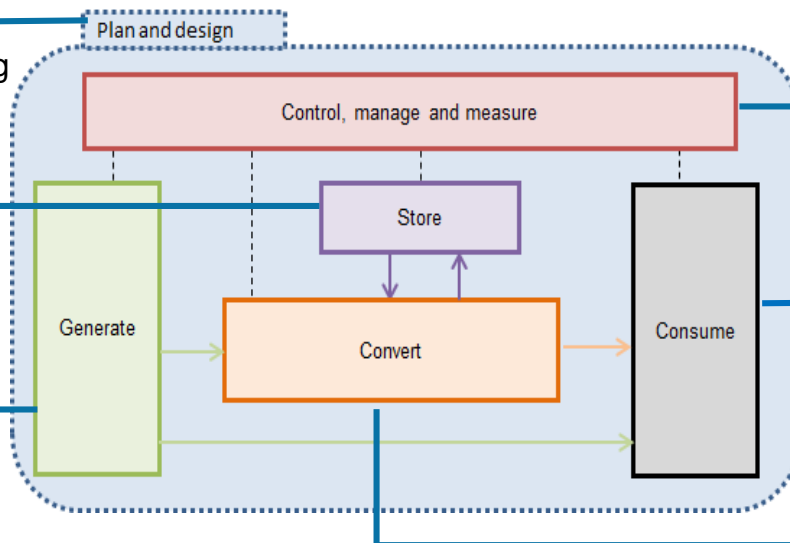 Plan and design
g
Control, manage and measure
Store
Generate
Convert
Consume